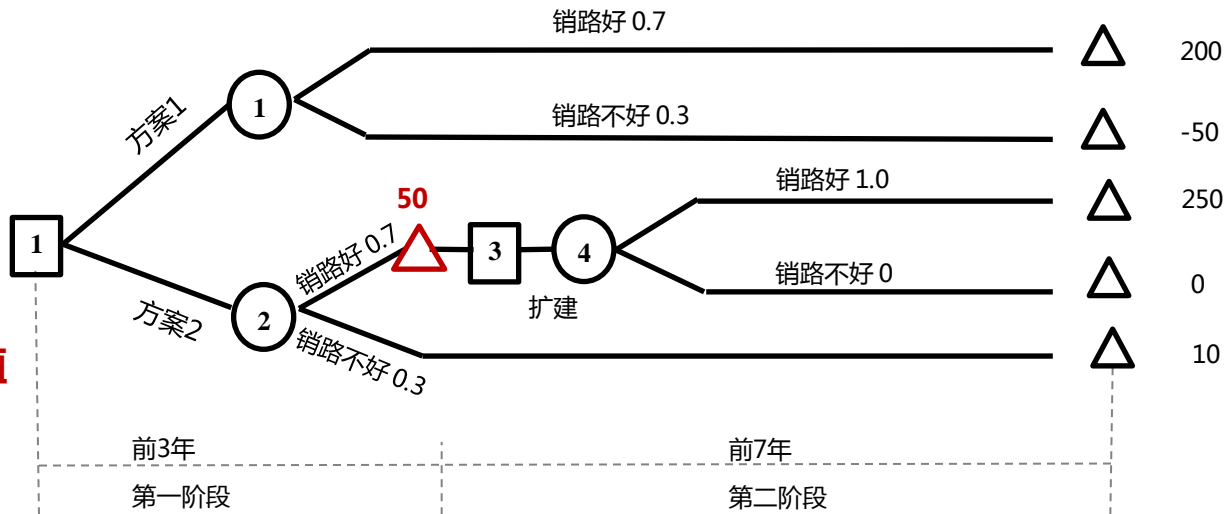 销路好 0.7
200
方案1
1
销路不好 0.3
-50
50
销路好 1.0
250
1
销路好 0.7
3
4
方案2
2
扩建
销路不好 0
0
销路不好 0.3
10
前3年
前7年
第一阶段
第二阶段